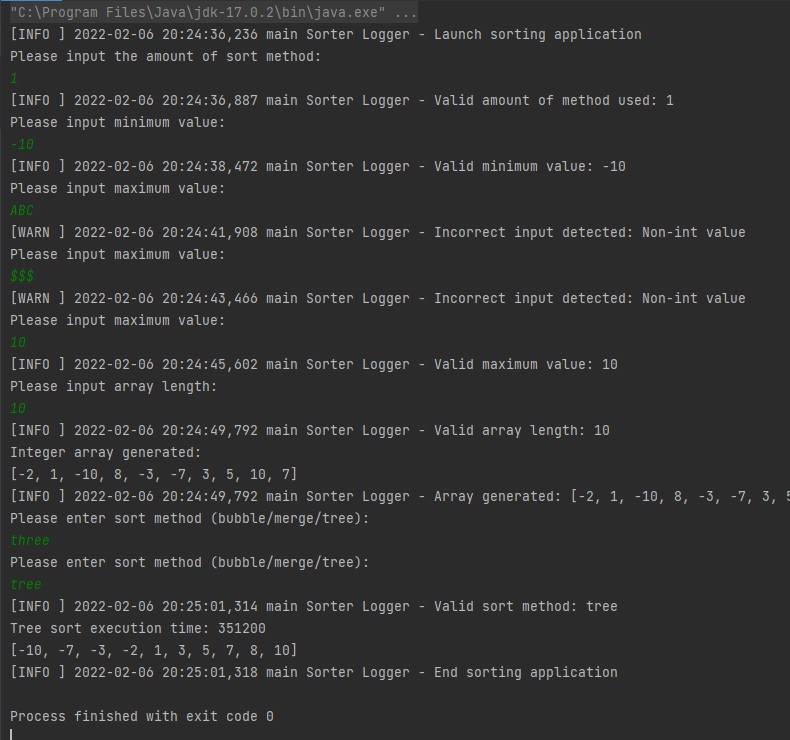 "C:\Program Files\Java\jdk-17.0.2\bin\java.exe" ...
[INFO ] 2022-02-06 20:24:36,236 main Sorter Logger - Launch sorting application
Please input the amount of sort method:
1
[INFO ] 2022-02-06 20:24:36,887 main Sorter Logger - Valid amount of method used: 1
Please input minimum value:
-10
[INFO ] 2022-02-06 20:24:38,472 main Sorter Logger - Valid minimum value: -10
Please input maximum value:
ABC
[WARN ] 2022-02-06 20:24:41,908 main Sorter Logger - Incorrect input detected: Non-int value
Please input maximum value:
$$$
[WARN ] 2022-02-06 20:24:43,466 main Sorter Logger - Incorrect input detected: Non-int value
Please input maximum value:
10
[INFO ] 2022-02-06 20:24:45,602 main Sorter Logger - Valid maximum value: 10
Please input array length:
10
[INFO ] 2022-02-06 20:24:49,792 main Sorter Logger - Valid array length: 10
Integer array generated:
[-2, 1, -10, 8, -3, -7, 3, 5, 10, 7]
[INFO ] 2022-02-06 20:24:49,792 main Sorter Logger - Array generated: [-2, 1, -10, 8, -3, -7, 3, 5
Please enter sort method (bubble/merge/tree):
three
Please enter sort method (bubble/merge/tree):
tree
[INFO ] 2022-02-06 20:25:01,314 main Sorter Logger - Valid sort method: tree
Tree sort execution time: 351200
[-10, -7, -3, -2, 1, 3, 5, 7, 8, 10]
[INFO ] 2022-02-06 20:25:01,318 main Sorter Logger - End sorting application
Process finished with exit code 0